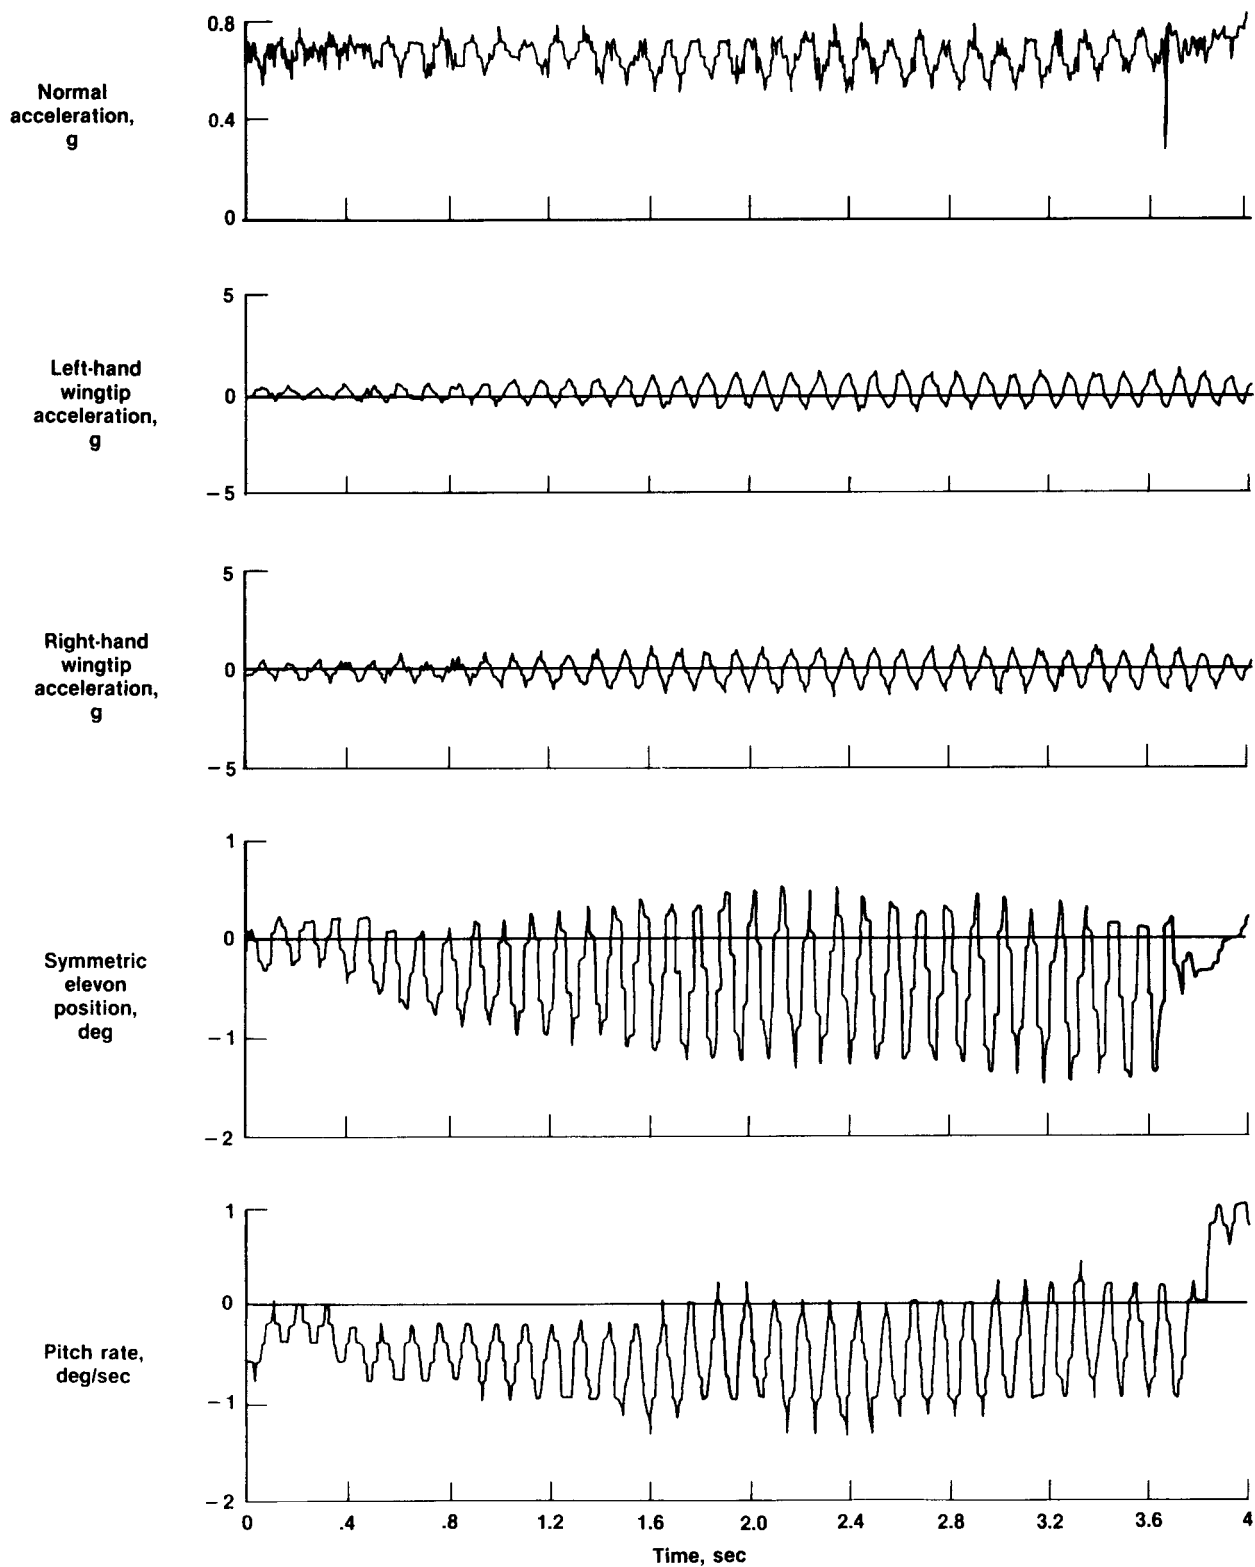 Normal
acceleration,
g
0.8
0.4
0
Left-hand
wingtip
acceleration,
g
5
0
−5
Right-hand
wingtip
acceleration,
g
5
0
−5
Symmetric
elevon
position,
deg
1
0
−1
−2
Pitch rate,
deg/sec
1
0
−1
−2
0 .4 .8 1.2 1.6 2.0 2.4 2.8 3.2 3.6 4
Time, sec